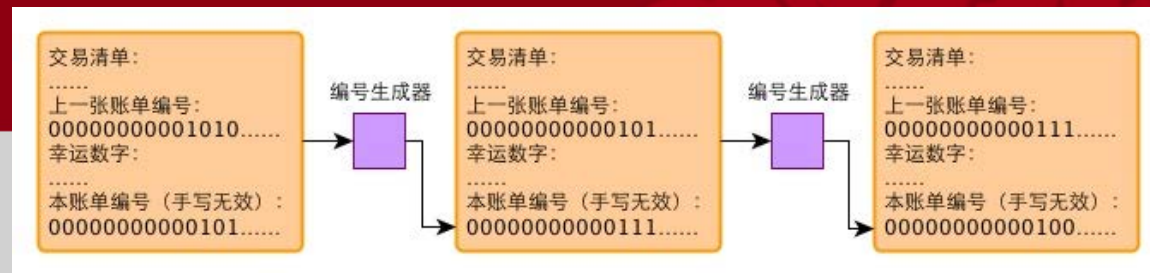 交易清单：
......
上一张账单编号：
00000000001010......
幸运数字：
......
本账单编号（手写无效）：
00000000000101......
编号生成器
交易清单：
......
上一张账单编号：
00000000000101......
幸运数字：
......
本账单编号（手写无效）：
00000000000111......
编号生成器
交易清单：
......
上一张账单编号：
00000000000111......
幸运数字：
......
本账单编号（手写无效）：
00000000000100......